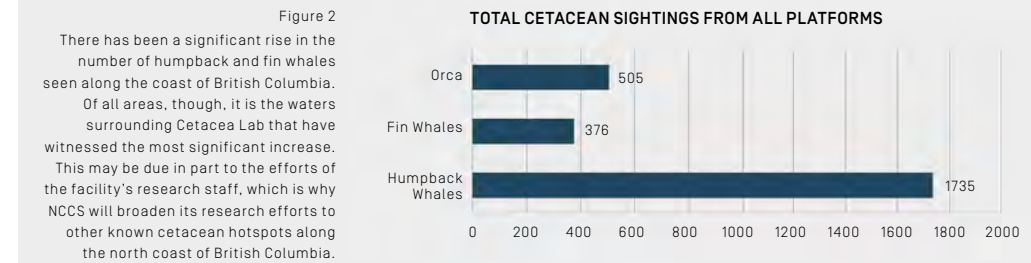 Figure 2
There has been a significant rise in the
number of humpback and fin whales
seen along the coast of British Columbia.
Of all areas, though, it is the waters
surrounding Cetacea Lab that have
witnessed the most significant increase.
This may be due in part to the efforts of
the facility's research staff, which is why
NCCS will broaden its research efforts to
other known cetacean hotspots along
the north coast of British Columbia.
TOTAL CETACEAN SIGHTINGS FROM ALL PLATFORMS
Orca 505
Fin Whales 376
Humpback
Whales 1735
0 200 400 600 800 1000 1200 1400 1600 1800 2000